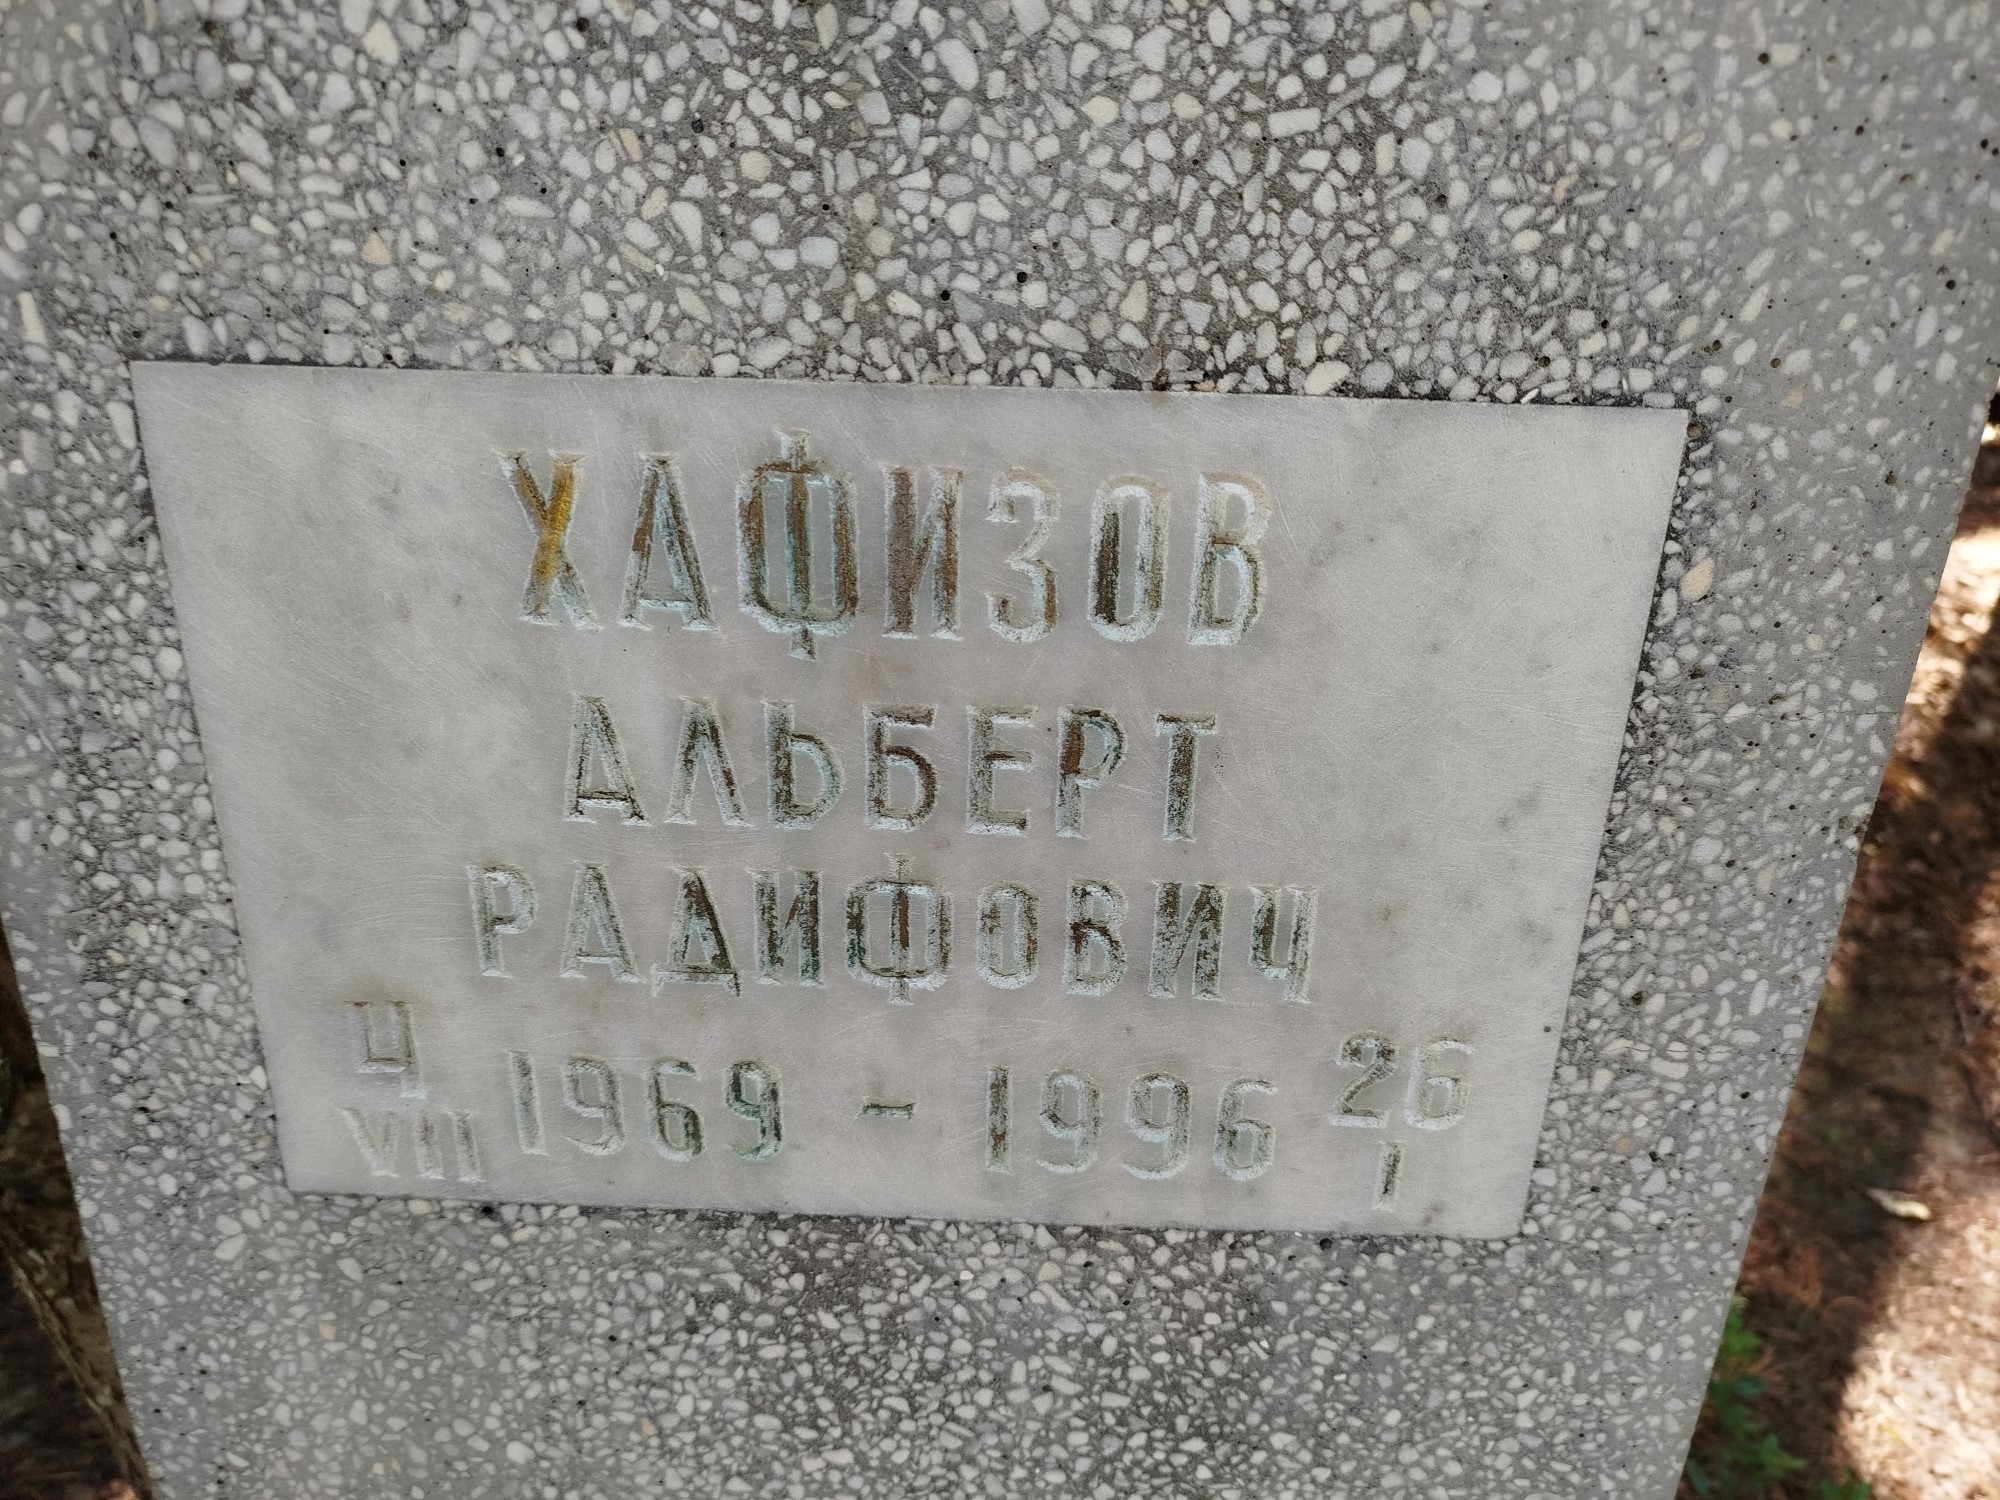 ХАФИЗОВ
АЛЬБЕРТ
РАДИФОВИЧ
4 VII 1969 - 1996 26 I